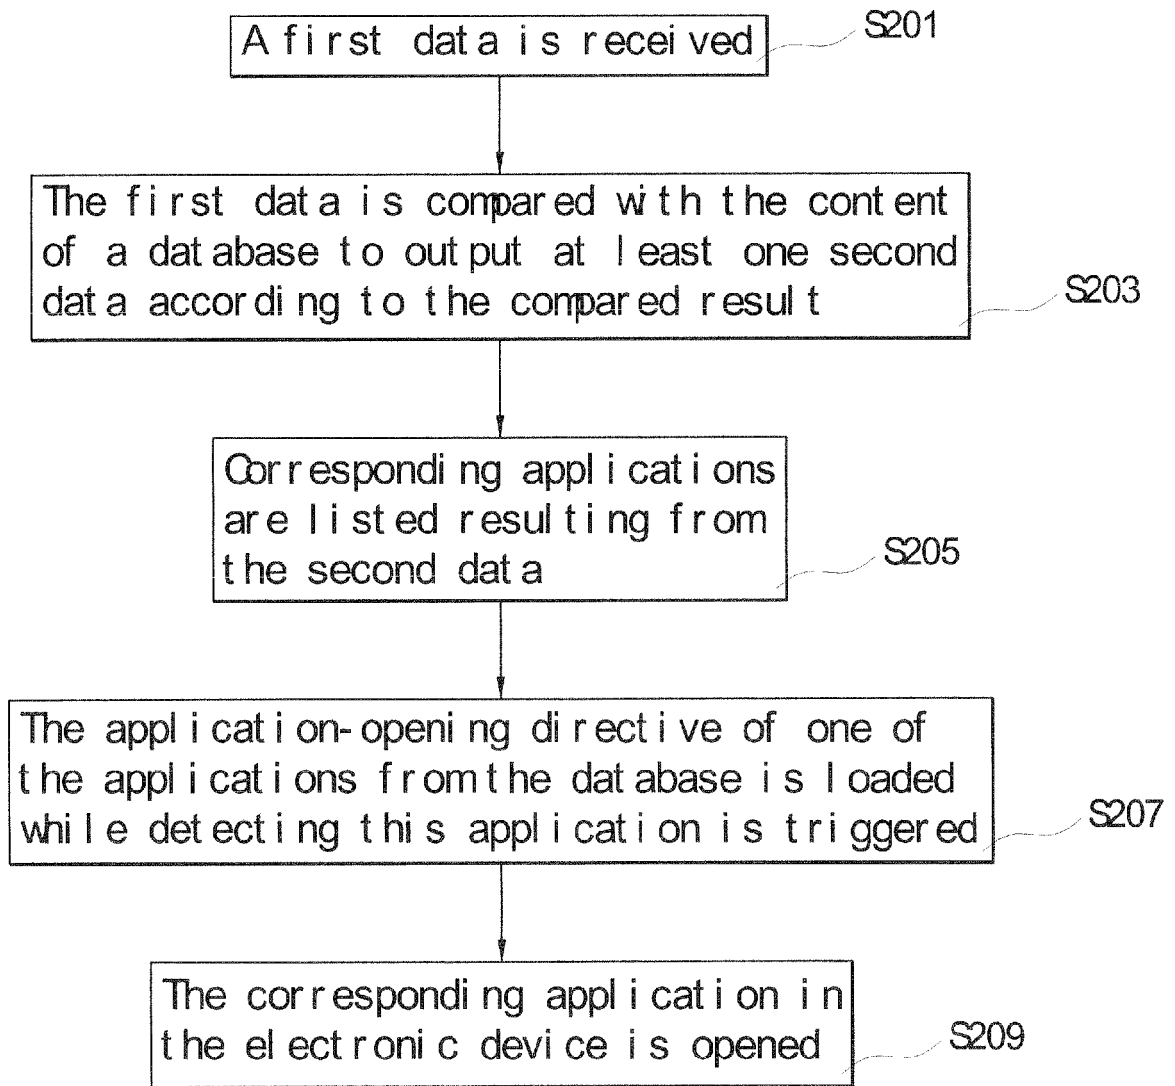 A first data is received
S201
The first data is compared with the content
of a database to output at least one second
data according to the compared result
S203
Corresponding applications
are listed resulting from
the second data
S205
The application-opening directive of one of
the applications from the database is loaded
while detecting this application is triggered
S207
The corresponding application in
the electronic device is opened
S209